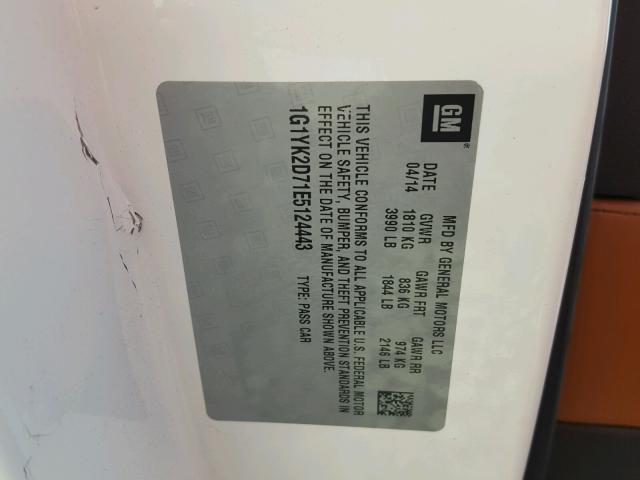 GM
®
MFD BY GENERAL MOTORS LLC
DATE GVWR GAWR FRT GAWR RR
04/14 1810 KG 836 KG 974 KG
3990 LB 1844 LB 2146 LB
THIS VEHICLE CONFORMS TO ALL APPLICABLE U.S. FEDERAL MOTOR
VEHICLE SAFETY, BUMPER, AND THEFT PREVENTION STANDARDS IN
EFFECT ON THE DATE OF MANUFACTURE SHOWN ABOVE.
1G1YK2D71E5124443 TYPE: PASS CAR